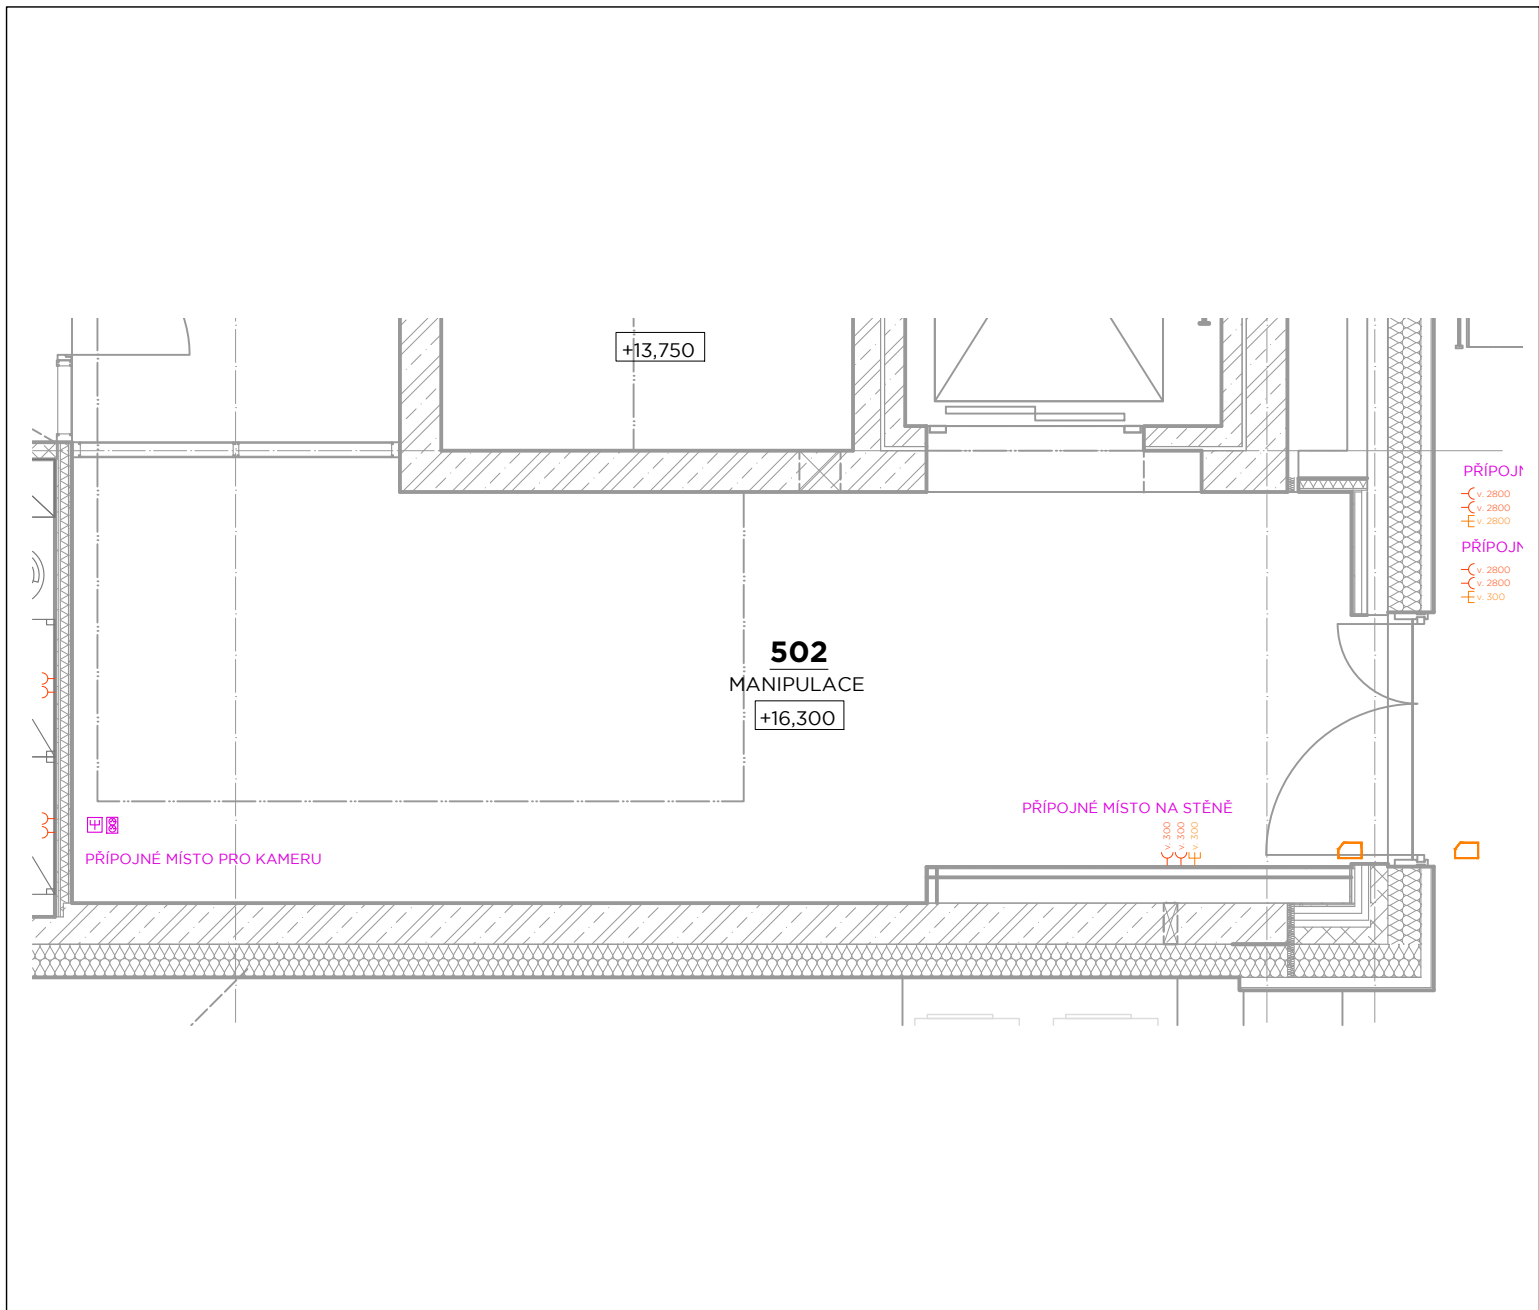 +13,750
PŘÍPOJN
v. 2800
v. 2800
v. 2800
PŘÍPOJN
v. 2800
v. 2800
v. 300
502
MANIPULACE
+16,300
PŘÍPOJNÉ MÍSTO NA STĚNĚ
v. 300
v. 300
v. 300
PŘÍPOJNÉ MÍSTO PRO KAMERU